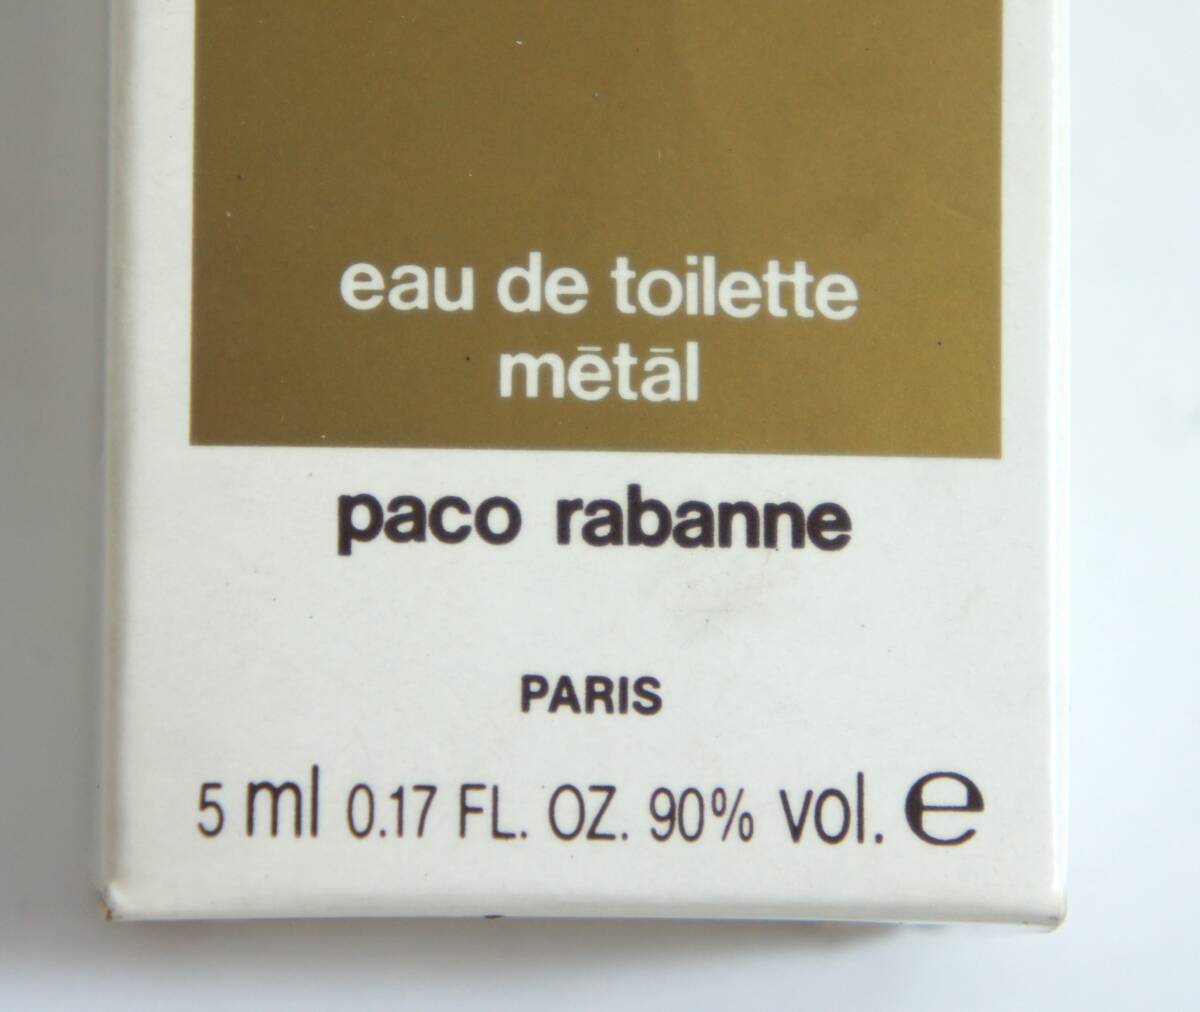 eau de toilette
mētāl
paco rabanne
PARIS
5 ml 0.17 FL. OZ. 90% vol. ℮